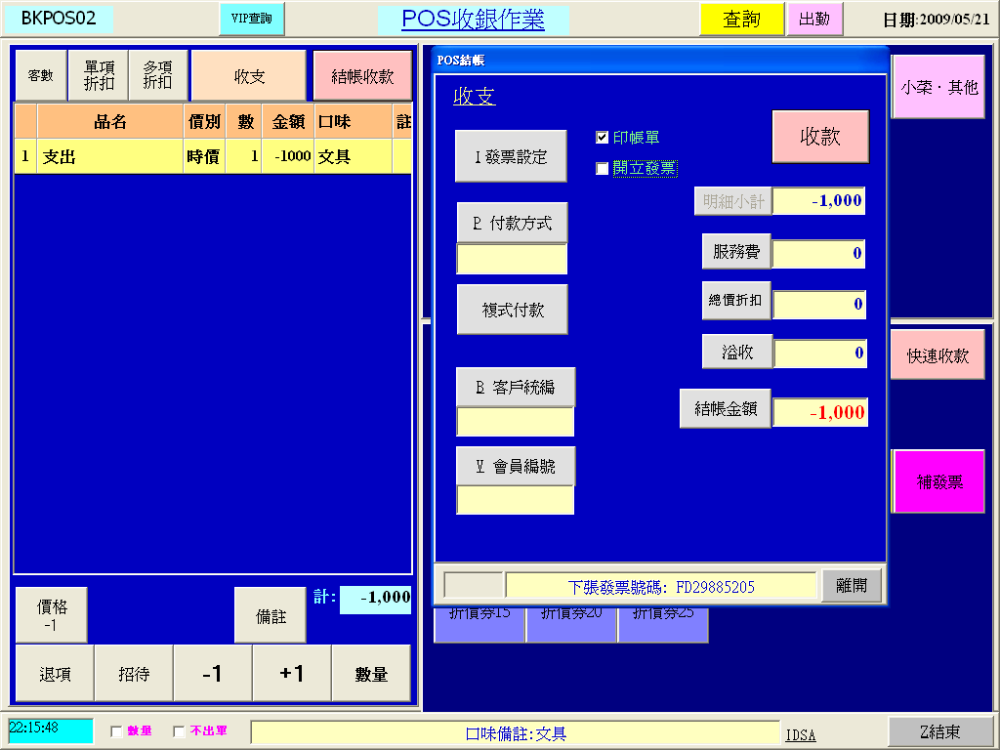 BKPOS02
VIP查詢
POS收銀作業
查詢
出勤
日期:2009/05/21
客數
單項
折扣
多項
折扣
收支
結帳收款
品名 價別 數 金額 口味 註
1 支出 時價 1 -1000 文具
價格
-1
備註
計: -1,000
退項
招待
-1
+1
數量
POS結帳
收支
I 發票設定
印帳單
開立發票
收款
P 付款方式
複式付款
B 客戶統編
V 會員編號
明細小計 -1,000
服務費 0
總價折扣 0
溢收 0
結帳金額 -1,000
下張發票號碼: FD29885205
離開
折價券15
折價券20
折價券25
小菜·其他
快速收款
補發票
22:15:48
數量
不出單
口味備註:文具
IDSA
Z結束